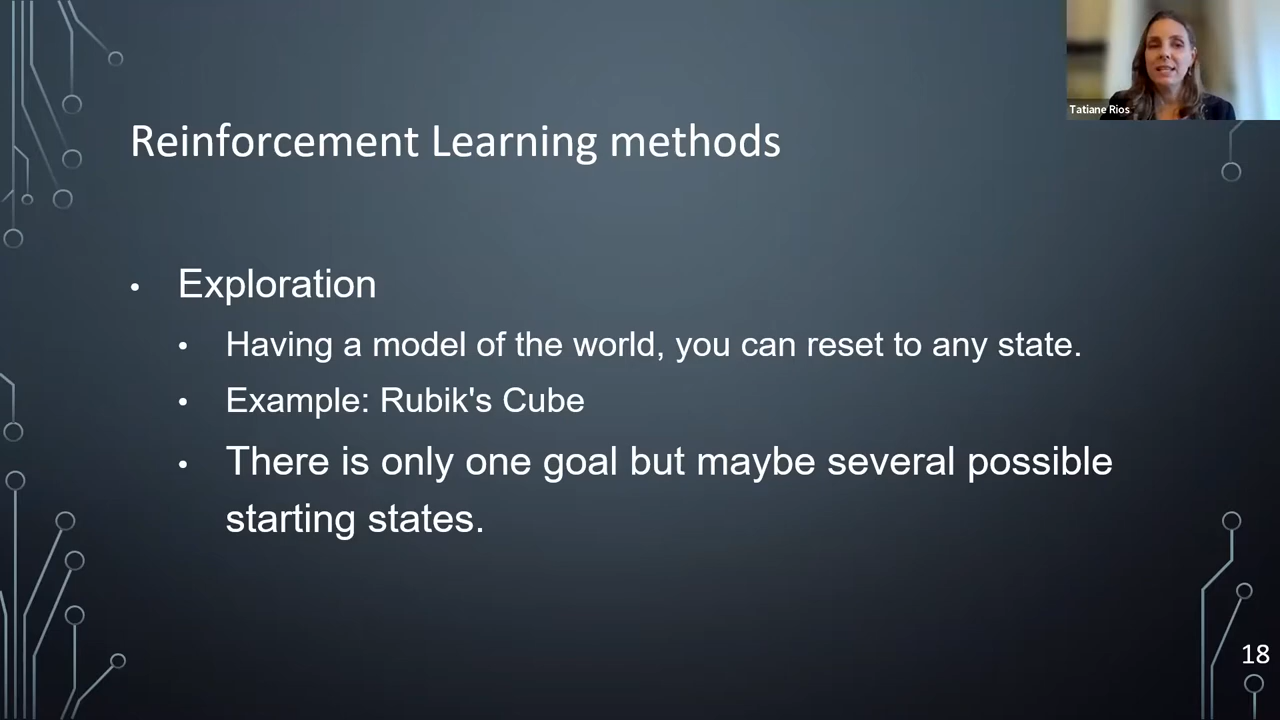 Tatiane Rios
Reinforcement Learning methods
• Exploration
• Having a model of the world, you can reset to any state.
• Example: Rubik's Cube
• There is only one goal but maybe several possible
starting states.
18